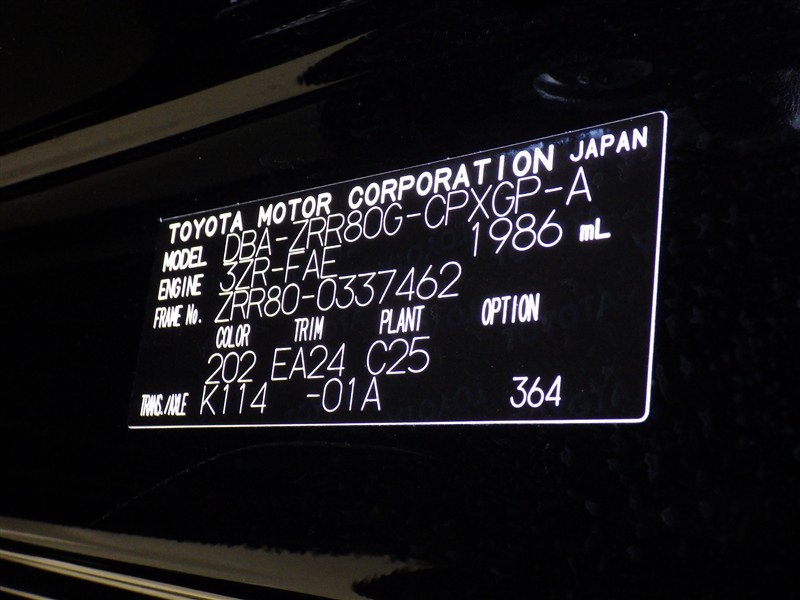 TOYOTA MOTOR CORPORATION JAPAN
MODEL DBA-ZRR80G-CPXGP-A
ENGINE 3ZR-FAE 1986 mL
FRAME No. ZRR80-0337462
COLOR TRIM PLANT OPTION
202 EA24 C25
TRANS./AXLE K114 -01A 364